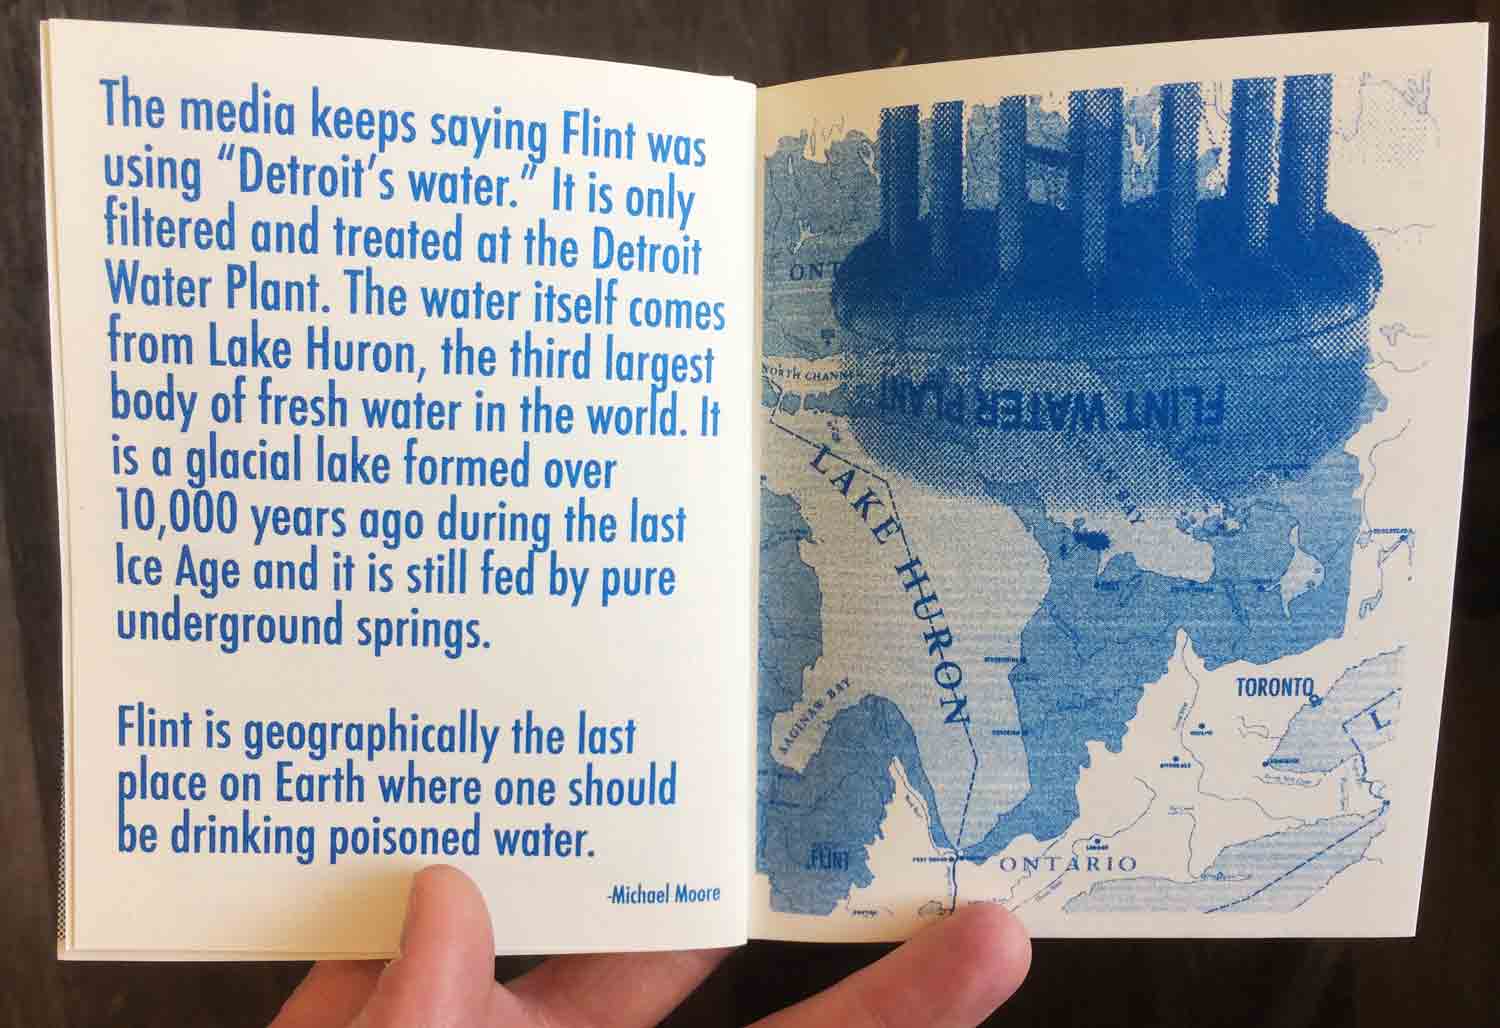 The media keeps saying Flint was
using “Detroit’s water.” It is only
filtered and treated at the Detroit
Water Plant. The water itself comes
from Lake Huron, the third largest
body of fresh water in the world. It
is a glacial lake formed over
10,000 years ago during the last
Ice Age and it is still fed by pure
underground springs.
Flint is geographically the last
place on Earth where one should
be drinking poisoned water.
-Michael Moore
ONT
NORTH CHANNEL
FLINT WATER PLANT
LAKE HURON
SAGINAW BAY
TORONTO
L
FLINT
PORT HURON
ONTARIO